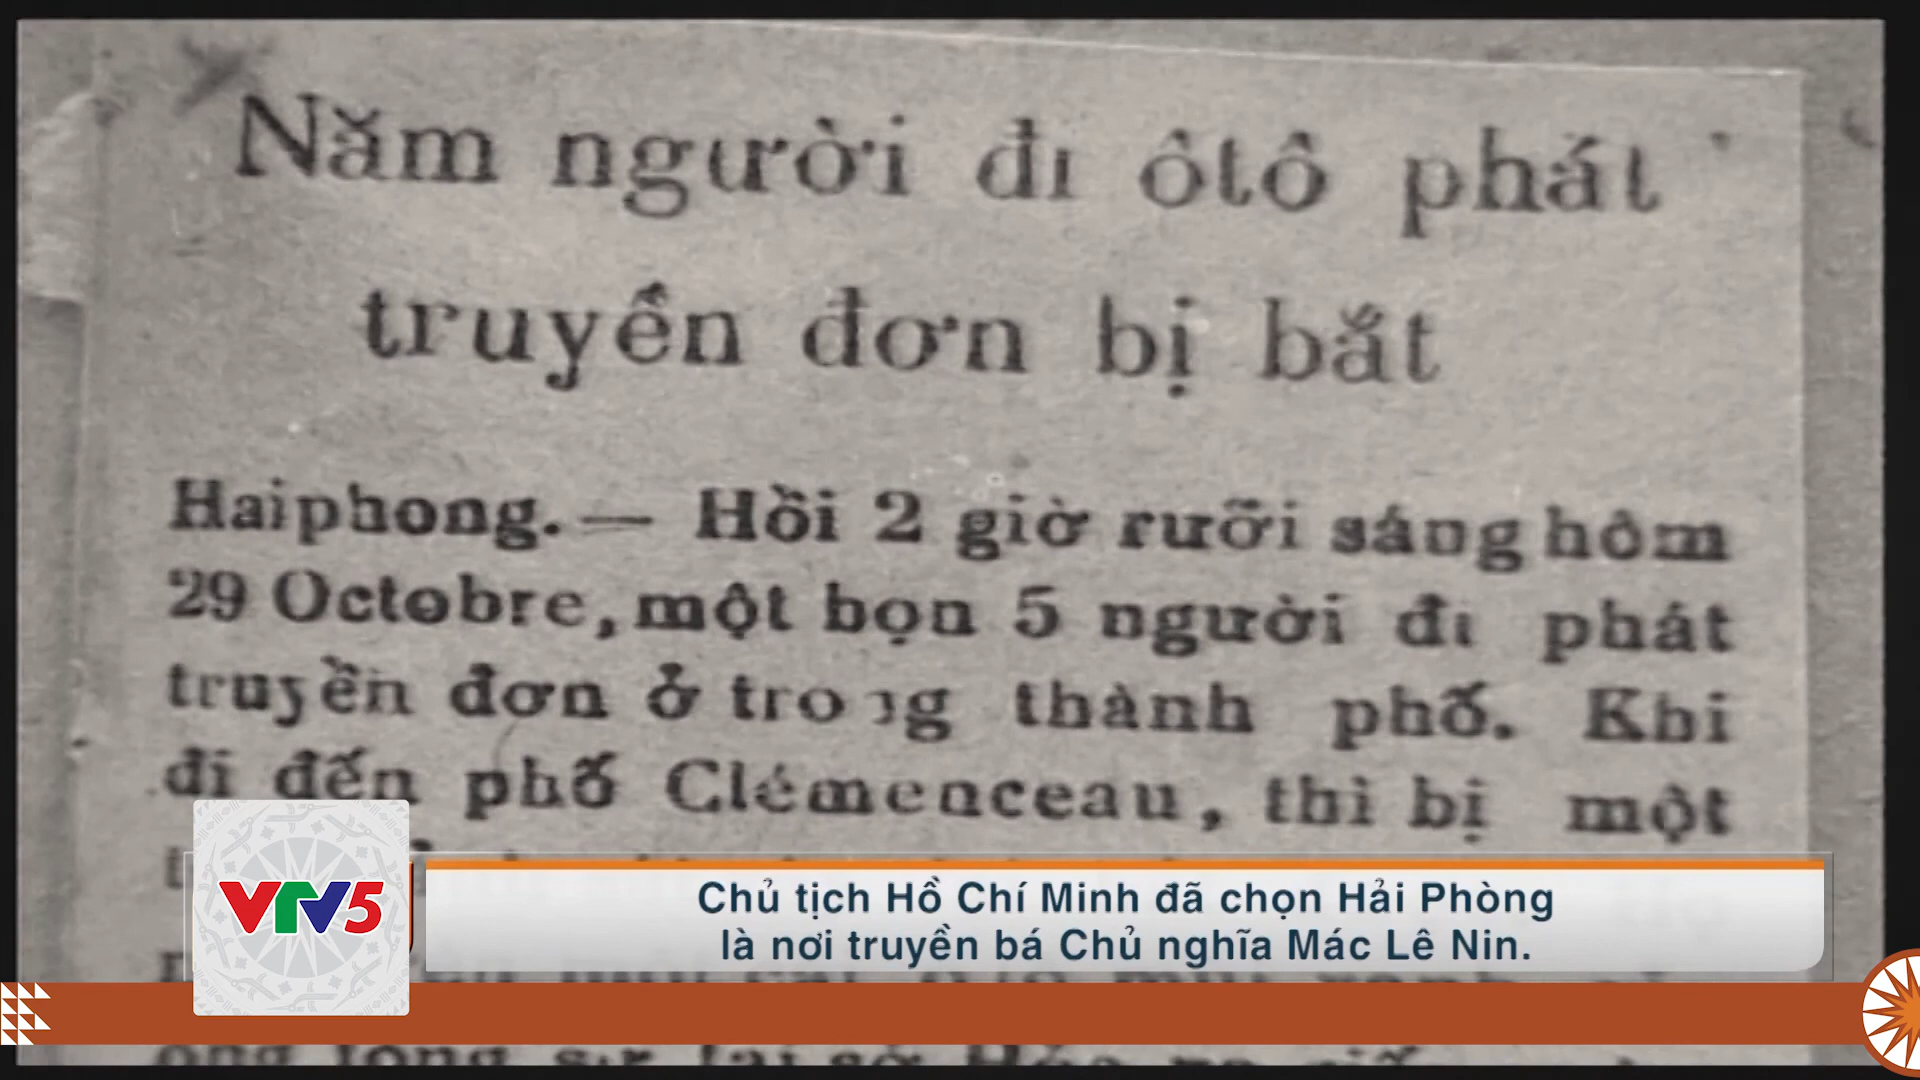 Năm người đi ôtô phát
truyền đơn bị bắt
Haiphong. — Hồi 2 giờ rưỡi sáng hôm
29 Octobre, một bọn 5 người đi phát
truyền đơn ở trong thành phố. Khi
đi đến phố Clémenceau, thì bị một
VTV5
Chủ tịch Hồ Chí Minh đã chọn Hải Phòng
là nơi truyền bá Chủ nghĩa Mác Lê Nin.